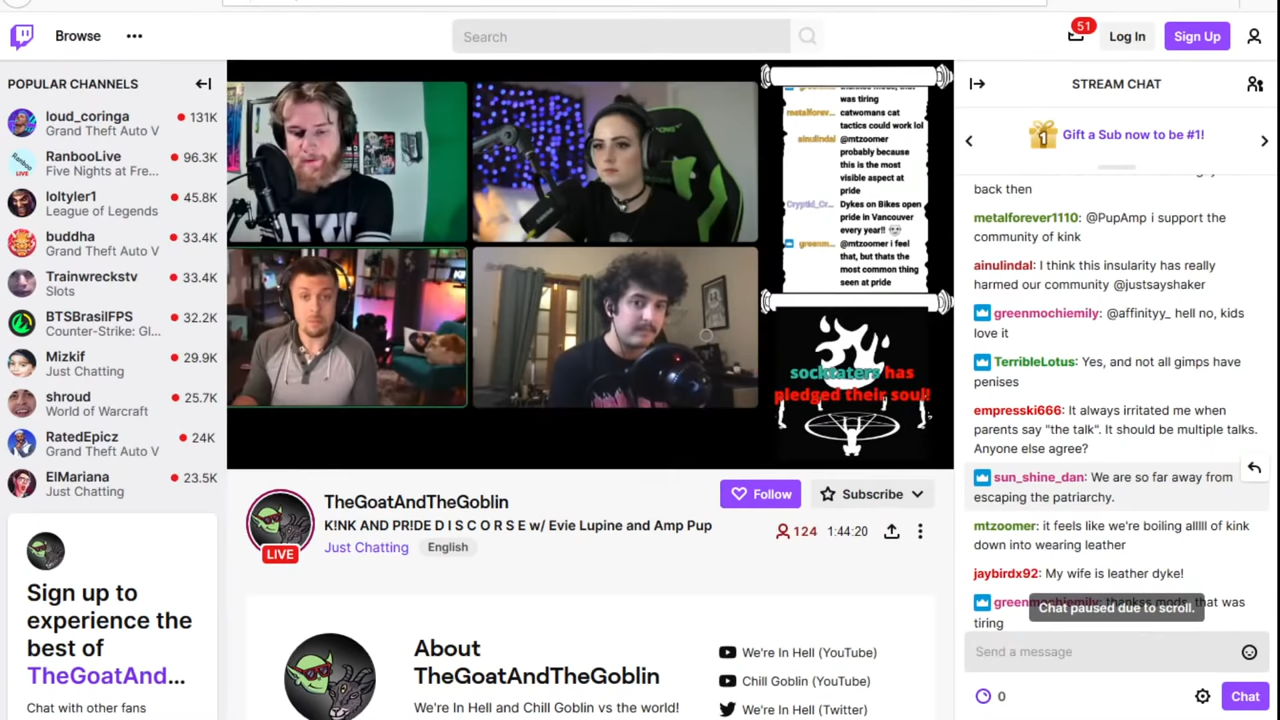 Browse
Search
51
Log In
Sign Up
POPULAR CHANNELS
131K
Grand Theft Auto V
RanbooLive
96.3K
Five Nights at Fre...
loltyler1
45.8K
League of Legends
buddha
33.4K
Grand Theft Auto V
Trainwreckstv
33.4K
Slots
BTSBrasilFPS
32.2K
Counter-Strike: Gl...
Mizkif
29.9K
Just Chatting
shroud
25.7K
World of Warcraft
RatedEpicz
24K
Grand Theft Auto V
ElMariana
23.5K
Just Chatting
Sign up to
experience the
best of
TheGoatAnd...
Chat with other fans
was tiring
metalforev... catwomans cat
tactics could work lol
ainulindal @mtzoomer
probably because
this is the most
visible aspect at
pride
Cryptid_Cr... Dykes on Bikes open
pride in Vancouver
every year!!
greenm... @mtzoomer i feel
that, but thats the
most common thing
seen at pride
socktaters has
pledged their soul!
LIVE
TheGoatAndTheGoblin
K!NK AND PR!DE D I S C O R S E w/ Evie Lupine and Amp Pup
Just Chatting
English
Follow
Subscribe
124
1:44:20
About
TheGoatAndTheGoblin
We're In Hell and Chill Goblin vs the world!
We're In Hell (YouTube)
Chill Goblin (YouTube)
We're In Hell (Twitter)
STREAM CHAT
1
Gift a Sub now to be #1!
back then
metalforever1110: @PupAmp i support the
community of kink
ainulindal: I think this insularity has really
harmed our community @justsayshaker
greenmochiemily: @affinityy_ hell no, kids
love it
TerribleLotus: Yes, and not all gimps have
penises
empresski666: It always irritated me when
parents say "the talk". It should be multiple talks.
Anyone else agree?
sun_shine_dan: We are so far away from
escaping the patriarchy.
mtzoomer: it feels like we're boiling alllll of kink
down into wearing leather
jaybirdx92: My wife is leather dyke!
greenmochiemily: thankss mods, that was
tiring
Chat paused due to scroll.
Send a message
0
Chat